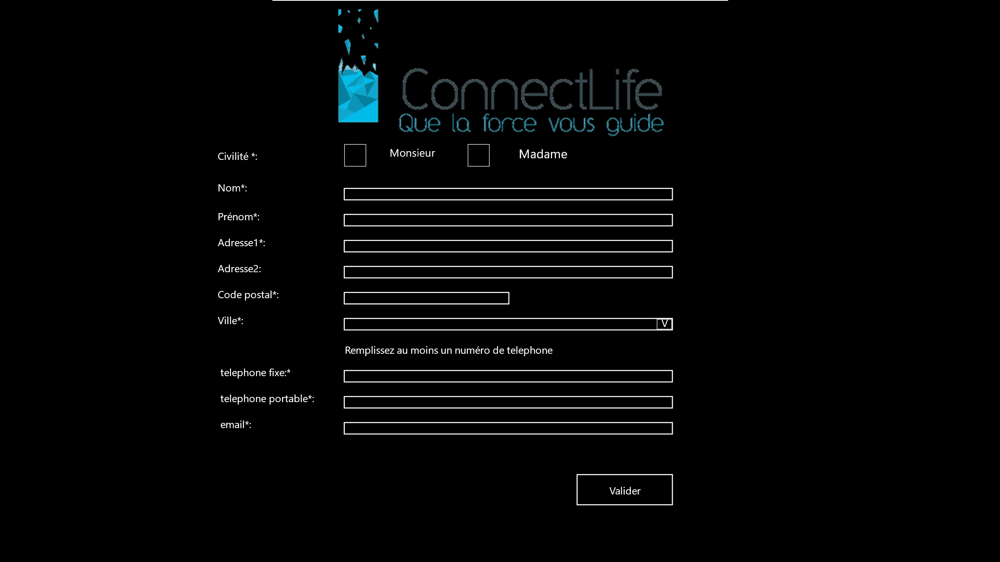 ConnectLife
Que la force vous guide
Civilité *: Monsieur Madame
Nom*:
Prénom*:
Adresse1*:
Adresse2:
Code postal*:
Ville*: V
Remplissez au moins un numéro de telephone
telephone fixe:*
telephone portable*:
email*:
Valider